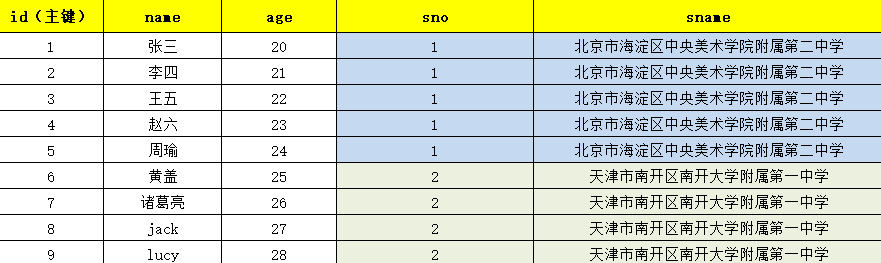 id（主键） name age sno sname
1 张三 20 1 北京市海淀区中央美术学院附属第二中学
2 李四 21 1 北京市海淀区中央美术学院附属第二中学
3 王五 22 1 北京市海淀区中央美术学院附属第二中学
4 赵六 23 1 北京市海淀区中央美术学院附属第二中学
5 周瑜 24 1 北京市海淀区中央美术学院附属第二中学
6 黄盖 25 2 天津市南开区南开大学附属第一中学
7 诸葛亮 26 2 天津市南开区南开大学附属第一中学
8 jack 27 2 天津市南开区南开大学附属第一中学
9 lucy 28 2 天津市南开区南开大学附属第一中学